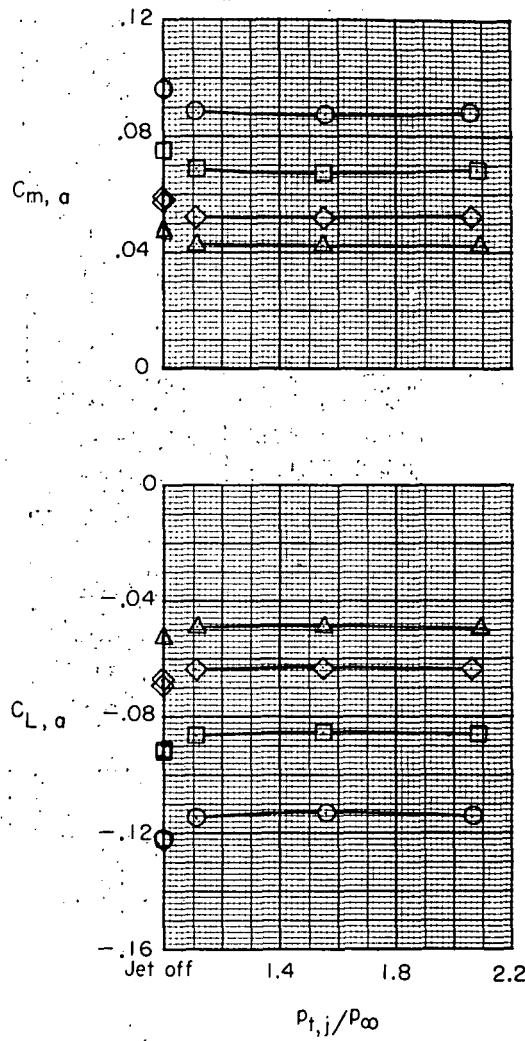 .12
.08
C_m,a
.04
0
0
-.04
C_L,a
-.08
-.12
-.16
Jet off 1.4 1.8 2.2
p_t,j/p_∞